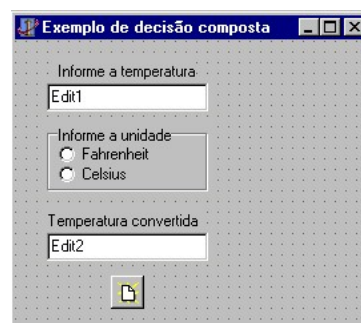 Exemplo de decisão composta
Informe a temperatura
Edit1
Informe a unidade
Fahrenheit
Celsius
Temperatura convertida
Edit2